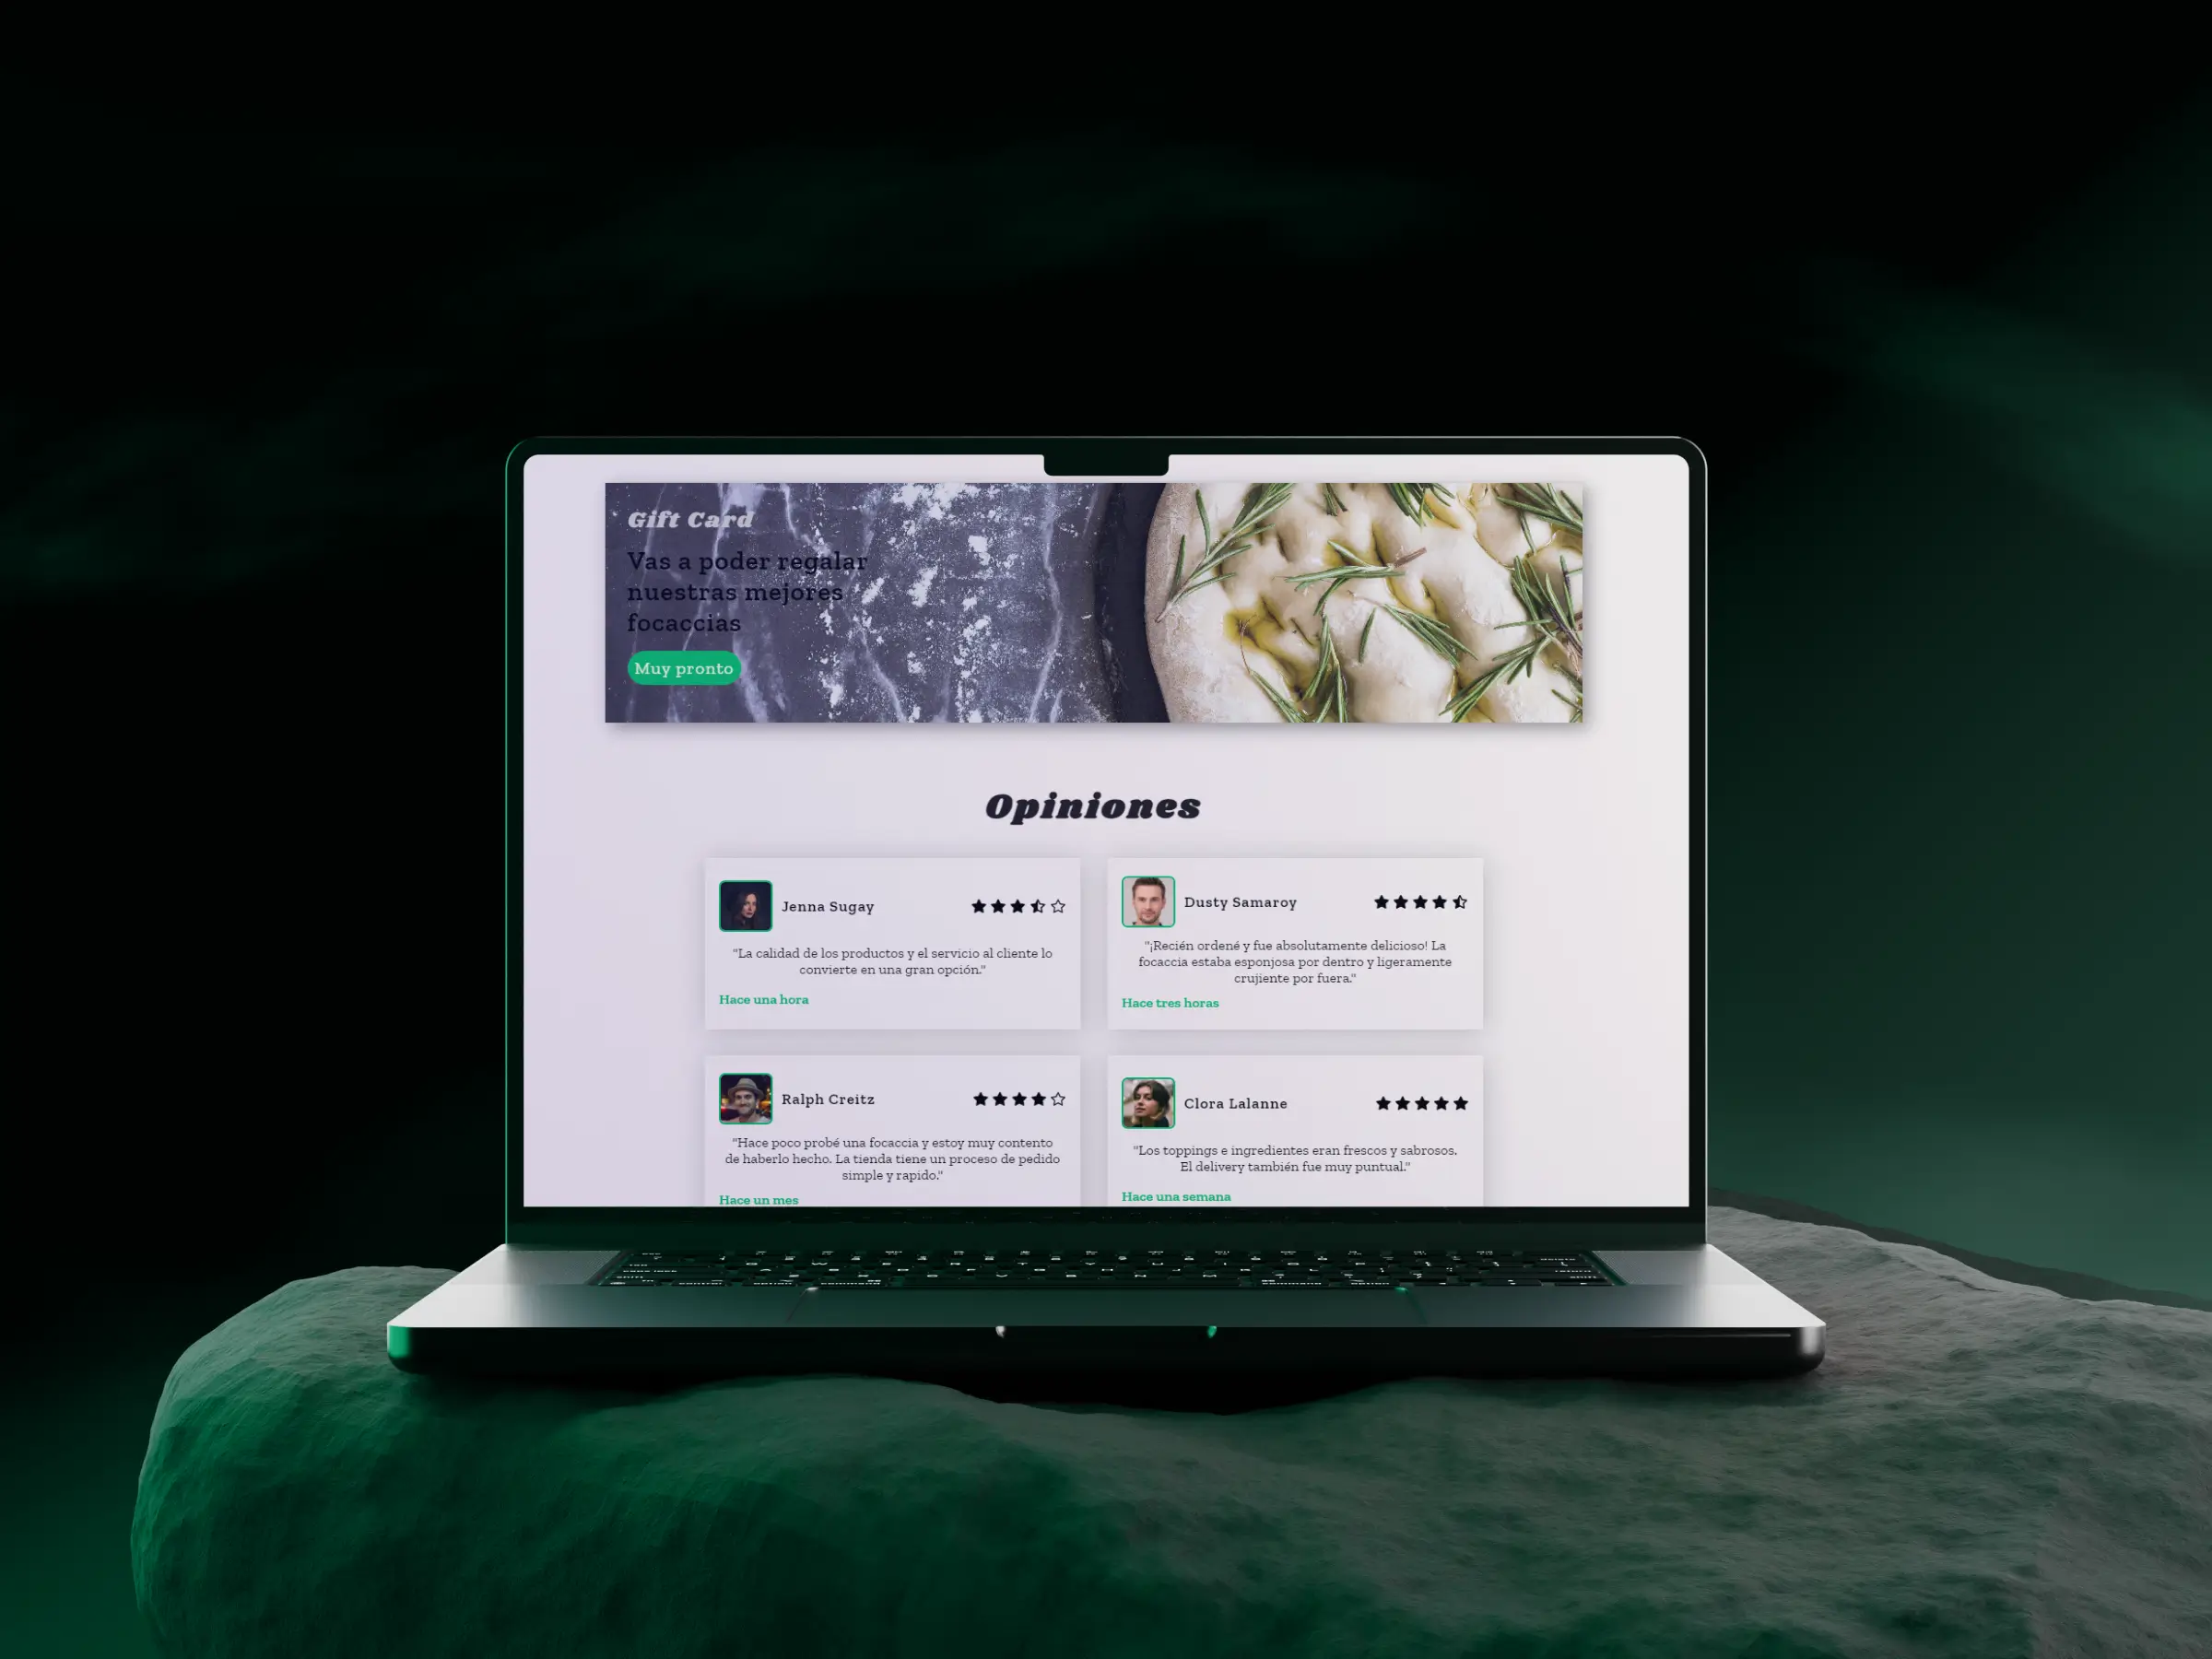 Gift Card
Vas a poder regalar
nuestras mejores
focaccias
Muy pronto
Opiniones
Jenna Sugay
"La calidad de los productos y el servicio al cliente lo
convierte en una gran opción."
Hace una hora
Dusty Samaroy
"¡Recién ordené y fue absolutamente delicioso! La
focaccia estaba esponjosa por dentro y ligeramente
crujiente por fuera."
Hace tres horas
Ralph Creitz
"Hace poco probé una focaccia y estoy muy contento
de haberlo hecho. La tienda tiene un proceso de pedido
simple y rapido."
Hace un mes
Clora Lalanne
"Los toppings e ingredientes eran frescos y sabrosos.
El delivery también fue muy puntual."
Hace una semana